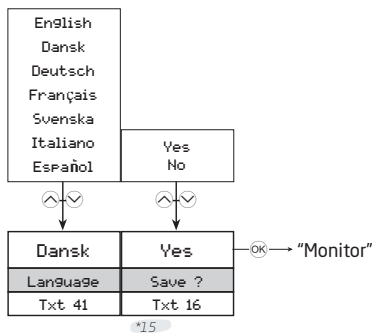 English
Dansk
Deutsch
Français
Svenska
Italiano
Español
Yes
No
Dansk
Yes
OK
"Monitor"
Language
Save ?
Txt 41
Txt 16
*15